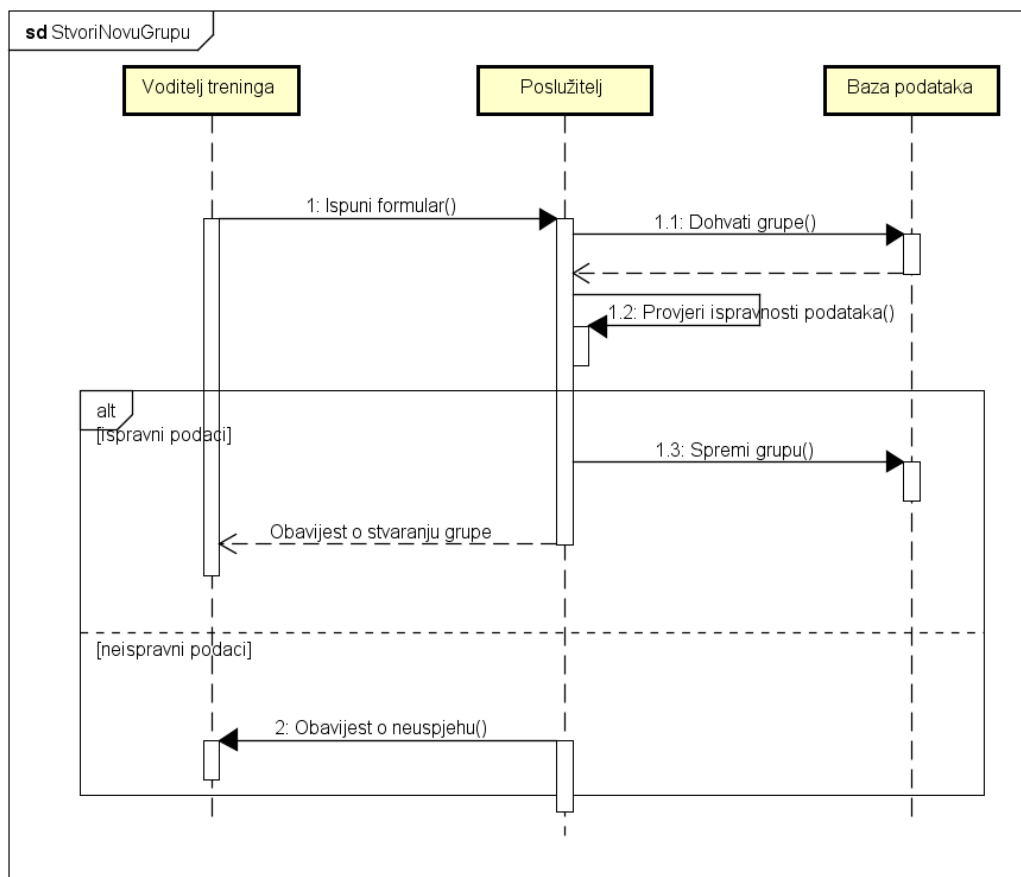 sd StvoriNovuGrupu
Voditelj treninga
Poslužitelj
Baza podataka
1: Ispuni formular()
1.1: Dohvati grupe()
1.2: Provjeri ispravnosti podataka()
alt
[ispravni podaci]
1.3: Spremi grupu()
Obavijest o stvaranju grupe
[neispravni podaci]
2: Obavijest o neuspjehu()